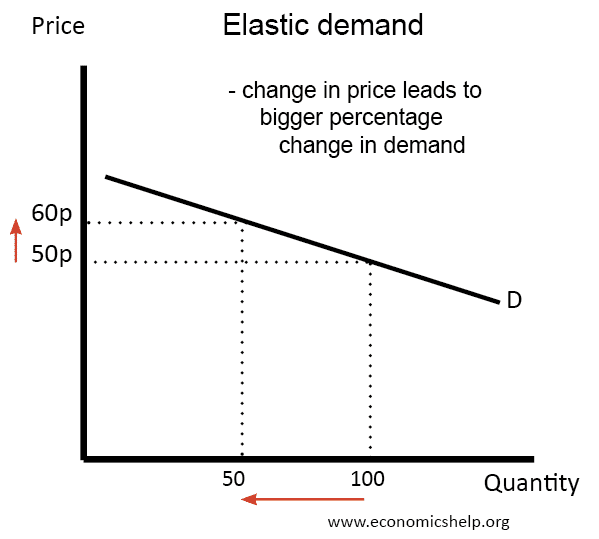 Price
Elastic demand
- change in price leads to
bigger percentage
change in demand
60p
50p
D
50
100
Quantity
www.economicshelp.org